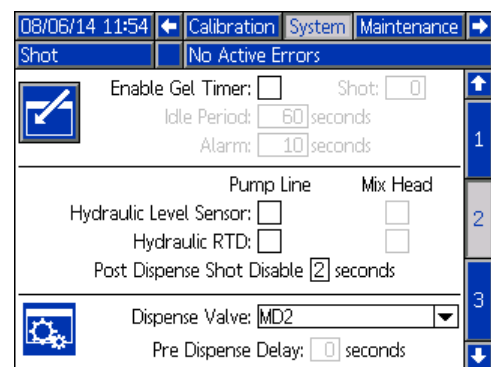 08/06/14 11:54 Calibration System Maintenance
Shot No Active Errors
Enable Gel Timer: Shot: 0
Idle Period: 60 seconds
Alarm: 10 seconds
1
Pump Line Mix Head
Hydraulic Level Sensor:
2
Hydraulic RTD:
Post Dispense Shot Disable 2 seconds
3
Dispense Valve: MD2
Pre Dispense Delay: 0 seconds